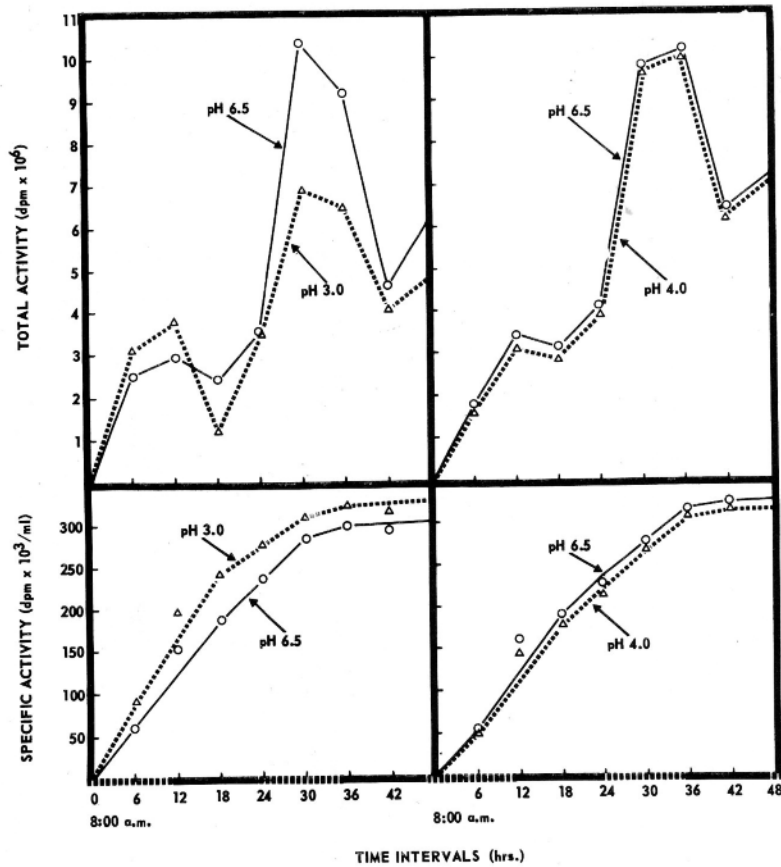 TOTAL ACTIVITY (dpm x 10⁶)
11
10
9
8
7
6
5
4
3
2
1
pH 6.5
pH 3.0
pH 6.5
pH 4.0
SPECIFIC ACTIVITY (dpm x 10³/ml)
300
250
200
150
100
50
pH 3.0
pH 6.5
pH 6.5
pH 4.0
0 6 12 18 24 30 36 42
6 12 18 24 30 36 42 48
8:00 a.m.
8:00 a.m.
TIME INTERVALS (hrs.)